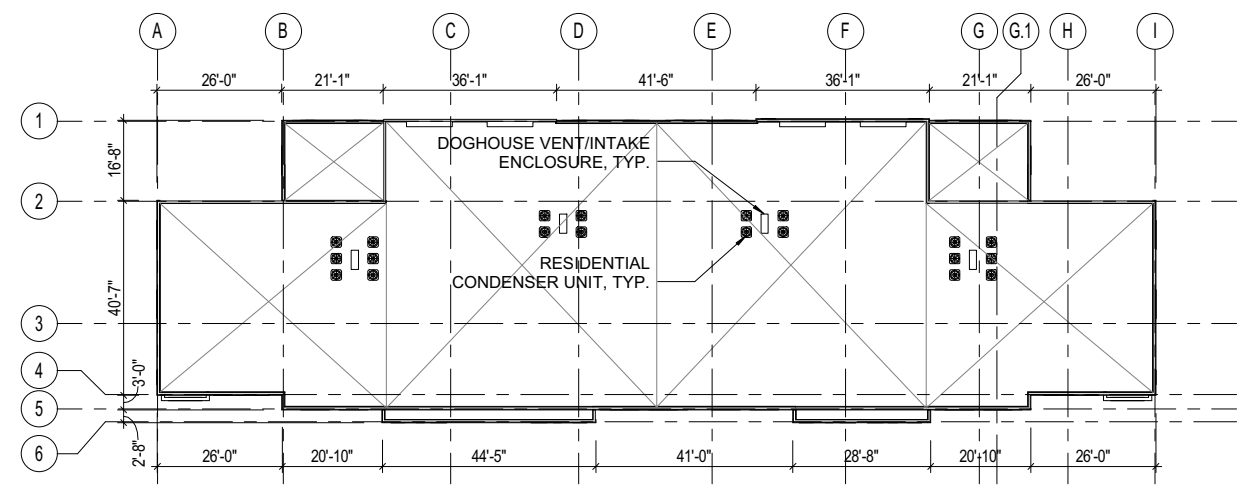 A
B
C
D
E
F
G
G.1
H
I
26'-0"
21'-1"
36'-1"
41'-6"
36'-1"
21'-1"
26'-0"
1
16'-8"
DOGHOUSE VENT/INTAKE
ENCLOSURE, TYP.
2
RESIDENTIAL
CONDENSER UNIT, TYP.
40'-7"
3
4
3'-0"
5
6
2'-8"
26'-0"
20'-10"
44'-5"
41'-0"
28'-8"
20'-10"
26'-0"